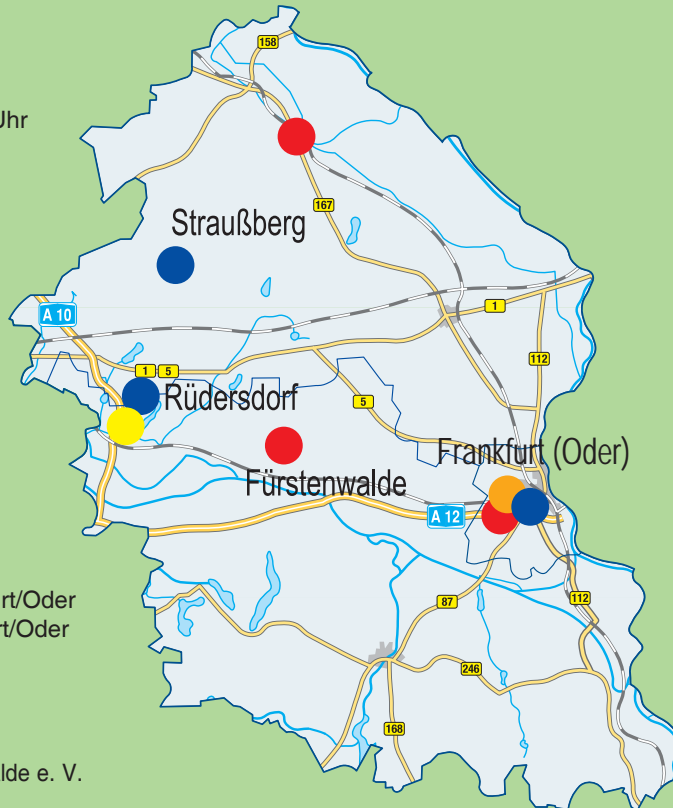 158
Uhr
167
Straußberg
A 10
1
112
1 5
5
Rüdersdorf
Frankfurt (Oder)
Fürstenwalde
A 12
rt/Oder
rt/Oder
87
112
246
168
lde e. V.